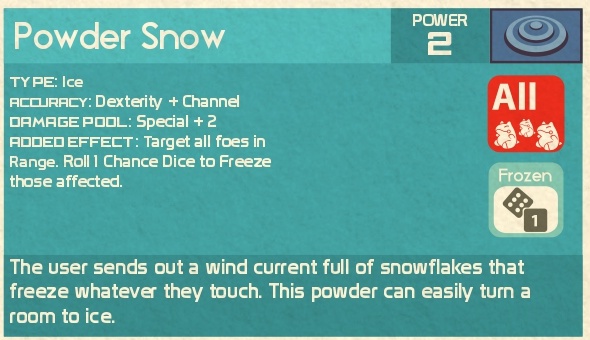 Powder Snow
POWER
2
TYPE: Ice
ACCURACY: Dexterity + Channel
DAMAGE POOL: Special + 2
ADDED EFFECT: Target all foes in
Range. Roll 1 Chance Dice to Freeze
those affected.
All
Frozen
1
The user sends out a wind current full of snowflakes that
freeze whatever they touch. This powder can easily turn a
room to ice.